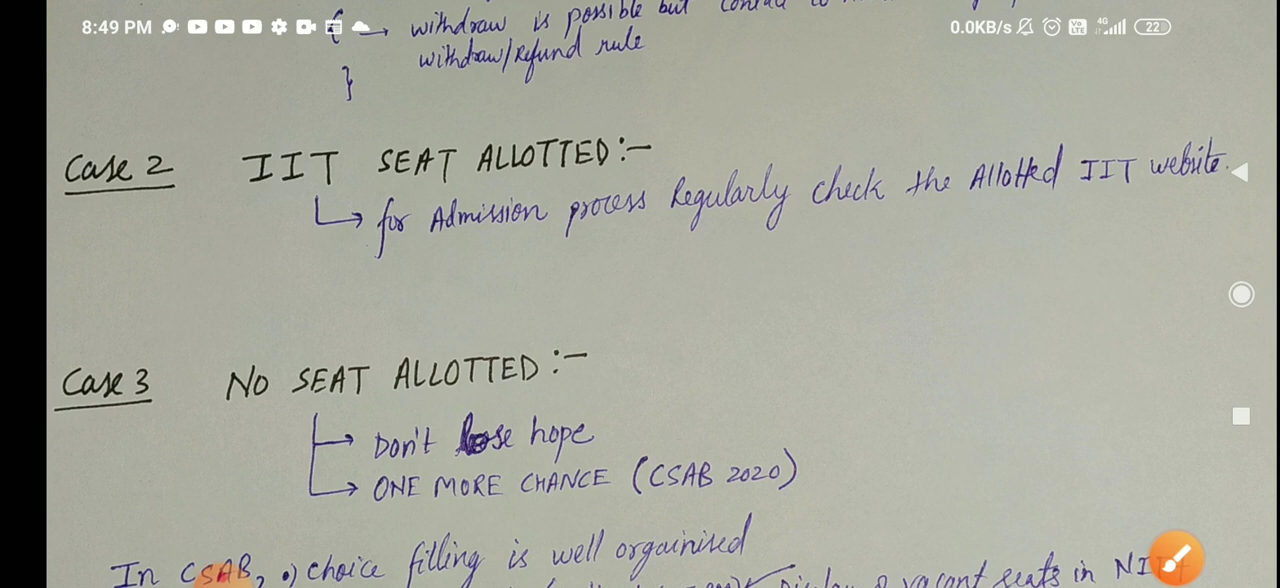 8:49 PM
0.0KB/s
4G
22
→ withdraw is possible but
withdraw/Refund rule
}
Case 2 IIT SEAT ALLOTTED:-
↳ for Admission process Regularly check the Allotted IIT website.
Case 3 NO SEAT ALLOTTED:-
→ Don't lose hope
→ ONE MORE CHANCE (CSAB 2020)
In CSAB, •) choice filling is well orgainised
vacant seats in